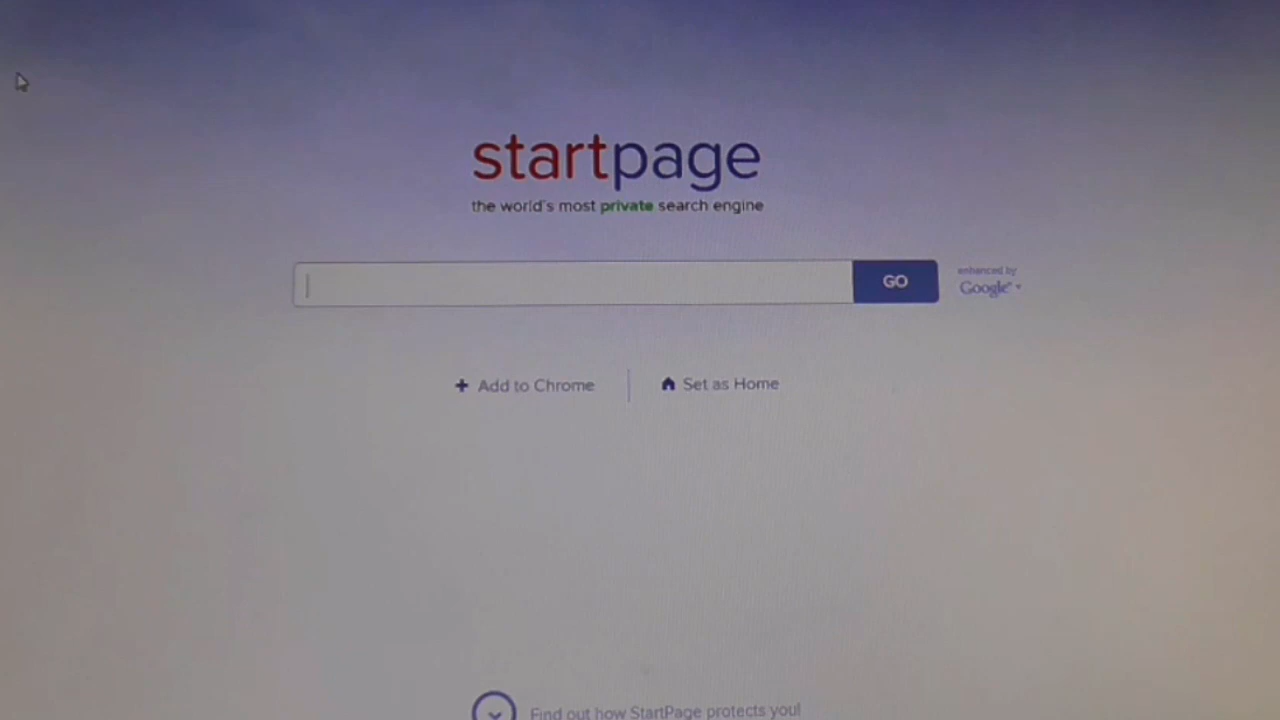 startpage
the world's most private search engine
GO
enhanced by
Google
Add to Chrome
Set as Home
Find out how StartPage protects you!